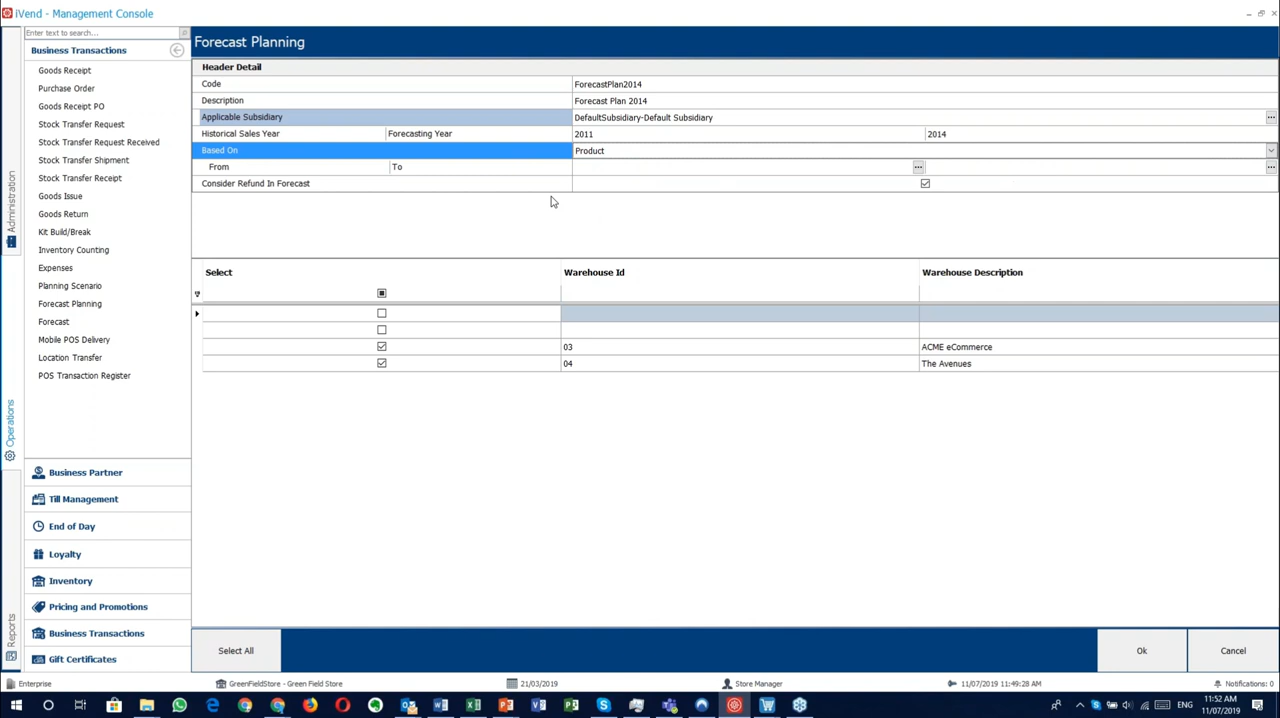 iVend - Management Console
Enter text to search...
Business Transactions
Goods Receipt
Purchase Order
Goods Receipt PO
Stock Transfer Request
Stock Transfer Request Received
Stock Transfer Shipment
Stock Transfer Receipt
Goods Issue
Goods Return
Kit Build/Break
Inventory Counting
Expenses
Planning Scenario
Forecast Planning
Forecast
Mobile POS Delivery
Location Transfer
POS Transaction Register
Business Partner
Till Management
End of Day
Loyalty
Inventory
Pricing and Promotions
Business Transactions
Gift Certificates
Administration
Operations
Reports
Forecast Planning
Header Detail
Code ForecastPlan2014
Description Forecast Plan 2014
Applicable Subsidiary DefaultSubsidiary-Default Subsidiary
Historical Sales Year Forecasting Year 2011 2014
Based On Product
From To
Consider Refund In Forecast
Select Warehouse Id Warehouse Description
03 ACME eCommerce
04 The Avenues
Select All Ok Cancel
Enterprise GreenFieldStore - Green Field Store 21/03/2019 Store Manager 11/07/2019 11:49:28 AM Notifications: 0
ENG 11:52 AM
11/07/2019